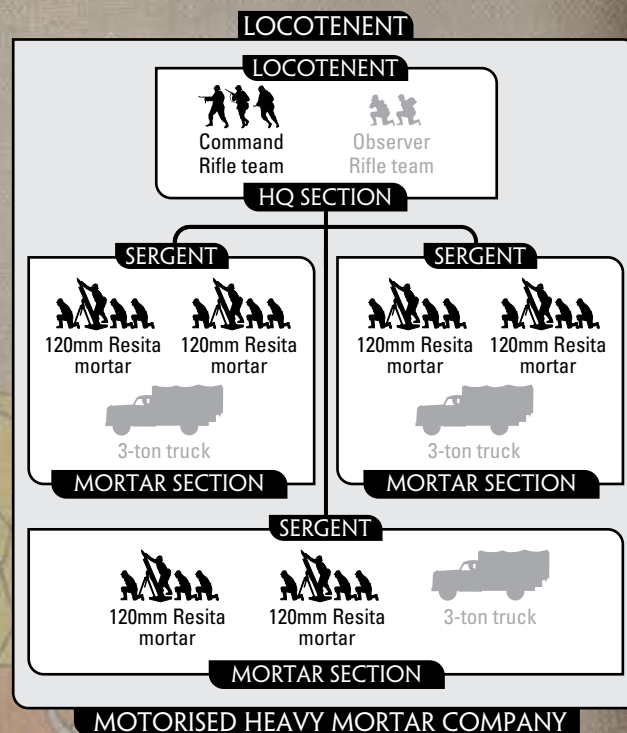 LOCOTENENT
LOCOTENENT
Command
Rifle team
Observer
Rifle team
HQ SECTION
SERGENT
120mm Resita
mortar
120mm Resita
mortar
3-ton truck
MORTAR SECTION
SERGENT
120mm Resita
mortar
120mm Resita
mortar
3-ton truck
MORTAR SECTION
SERGENT
120mm Resita
mortar
120mm Resita
mortar
3-ton truck
MORTAR SECTION
MOTORISED HEAVY MORTAR COMPANY